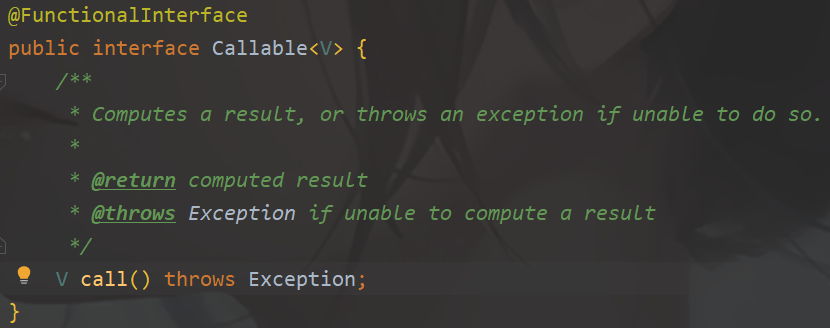 @FunctionalInterface
public interface Callable<V> {
/**
* Computes a result, or throws an exception if unable to do so.
*
* @return computed result
* @throws Exception if unable to compute a result
*/
V call() throws Exception;
}